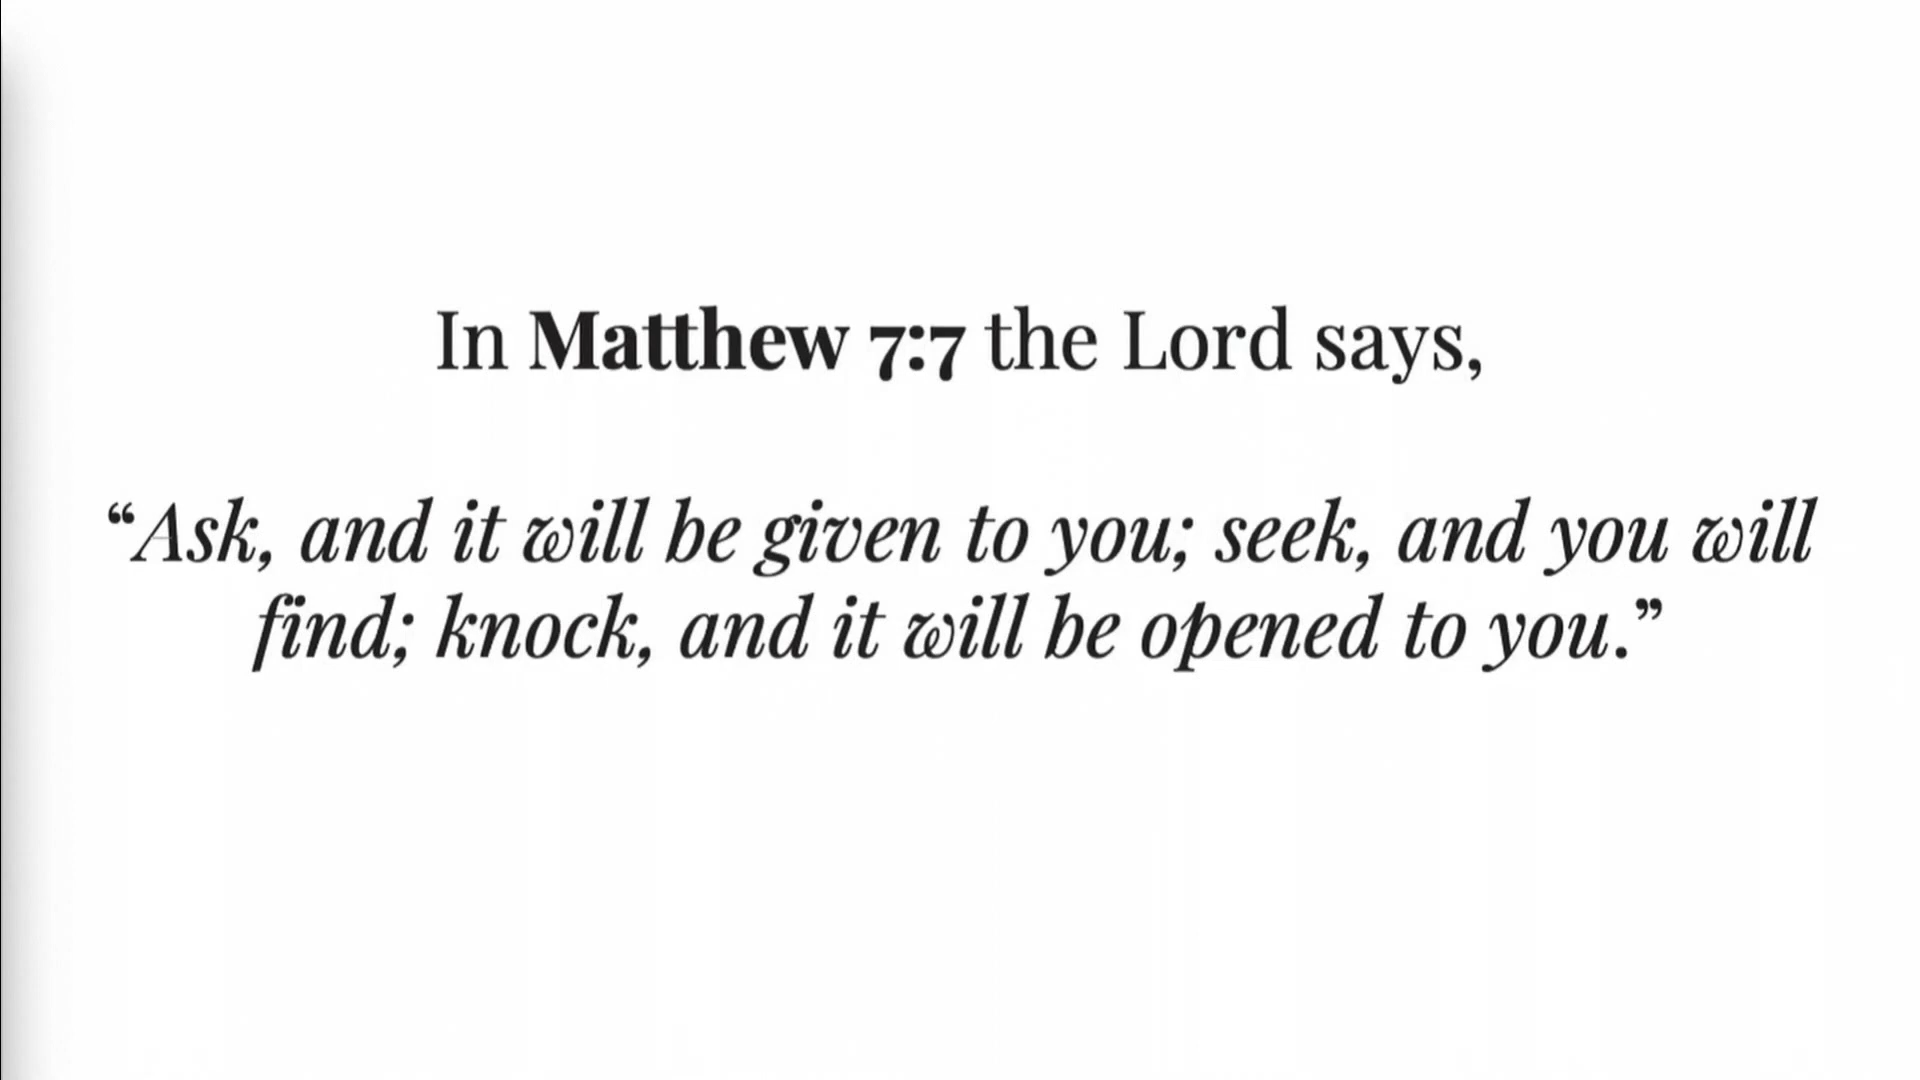 In Matthew 7:7 the Lord says,
“Ask, and it will be given to you; seek, and you will
find; knock, and it will be opened to you.”